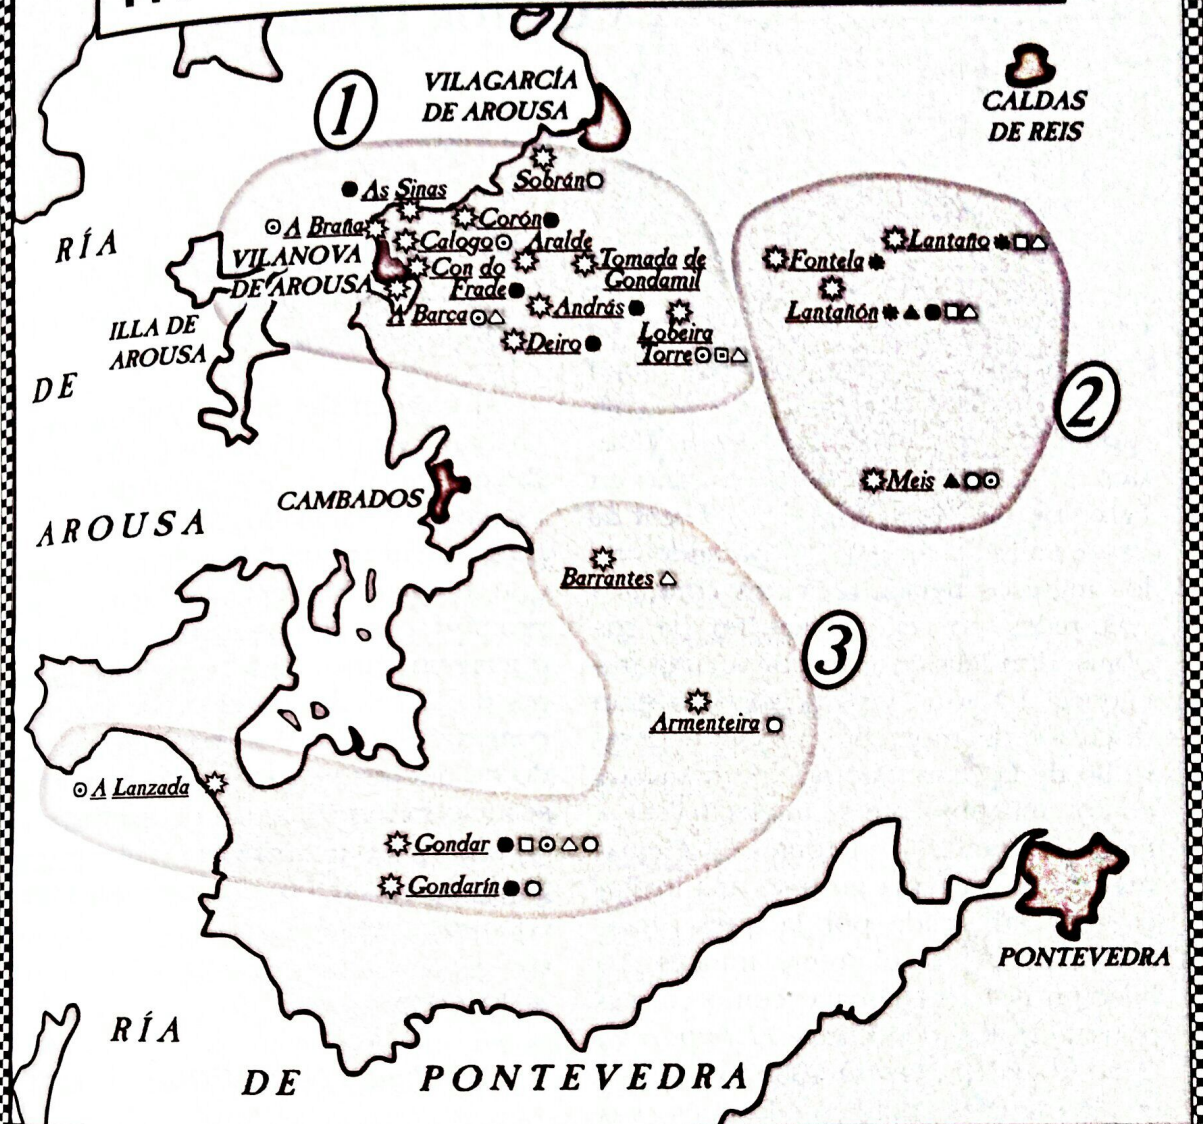 VILAGARCÍA
DE AROUSA
1
CALDAS
DE REIS
As Sinas
Sobrán
A Braña
Corón
RÍA
VILANOVA
DE AROUSA
Calogo
Aralde
Con do
Frade
Tomada de
Gondamil
A Barca
András
Deiro
Lobeira
Torre
Lantaño
Fontela
Lantañón
ILLA DE
AROUSA
DE
2
Meis
CAMBADOS
AROUSA
Barrantes
3
Armenteira
A Lanzada
Gondar
Gondarín
PONTEVEDRA
RÍA
DE PONTEVEDRA